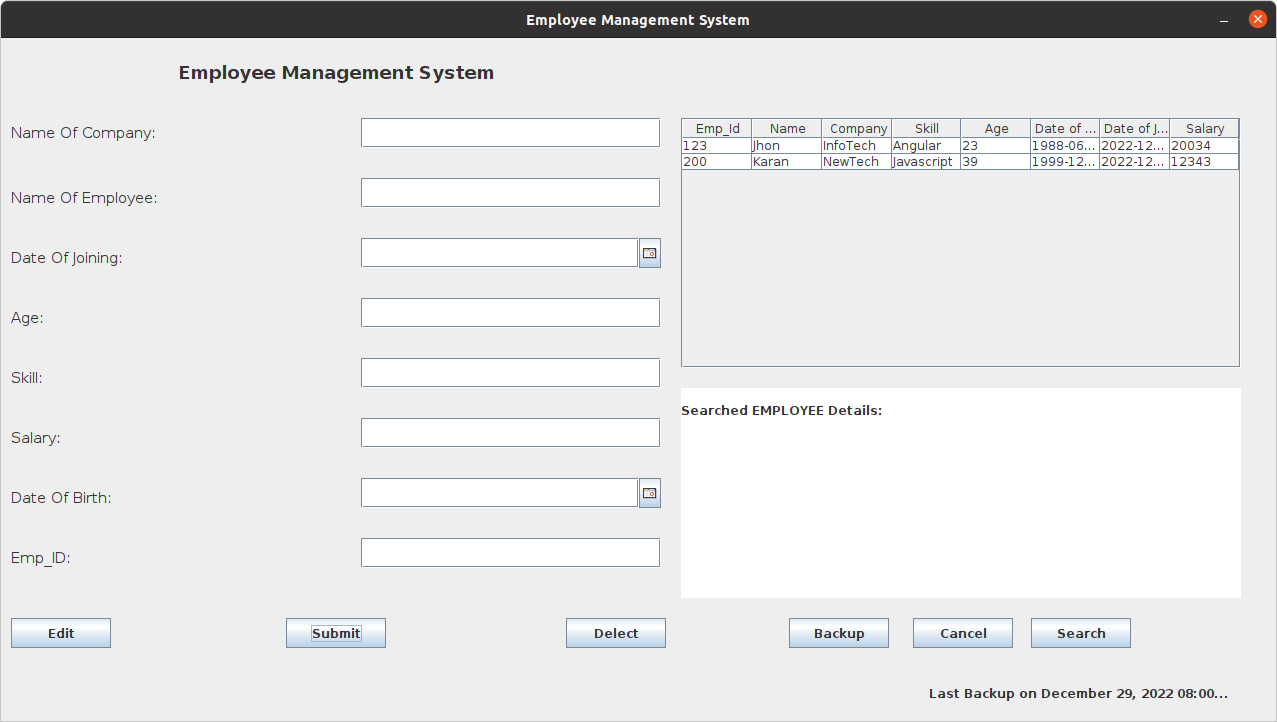 Employee Management System
Employee Management System
Name Of Company:
Name Of Employee:
Date Of Joining:
Age:
Skill:
Salary:
Date Of Birth:
Emp_ID:
Emp_Id Name Company Skill Age Date of ... Date of J... Salary
123 Jhon InfoTech Angular 23 1988-06... 2022-12... 20034
200 Karan NewTech Javascript 39 1999-12... 2022-12... 12343
Searched EMPLOYEE Details:
Edit Submit Delect Backup Cancel Search
Last Backup on December 29, 2022 08:00...